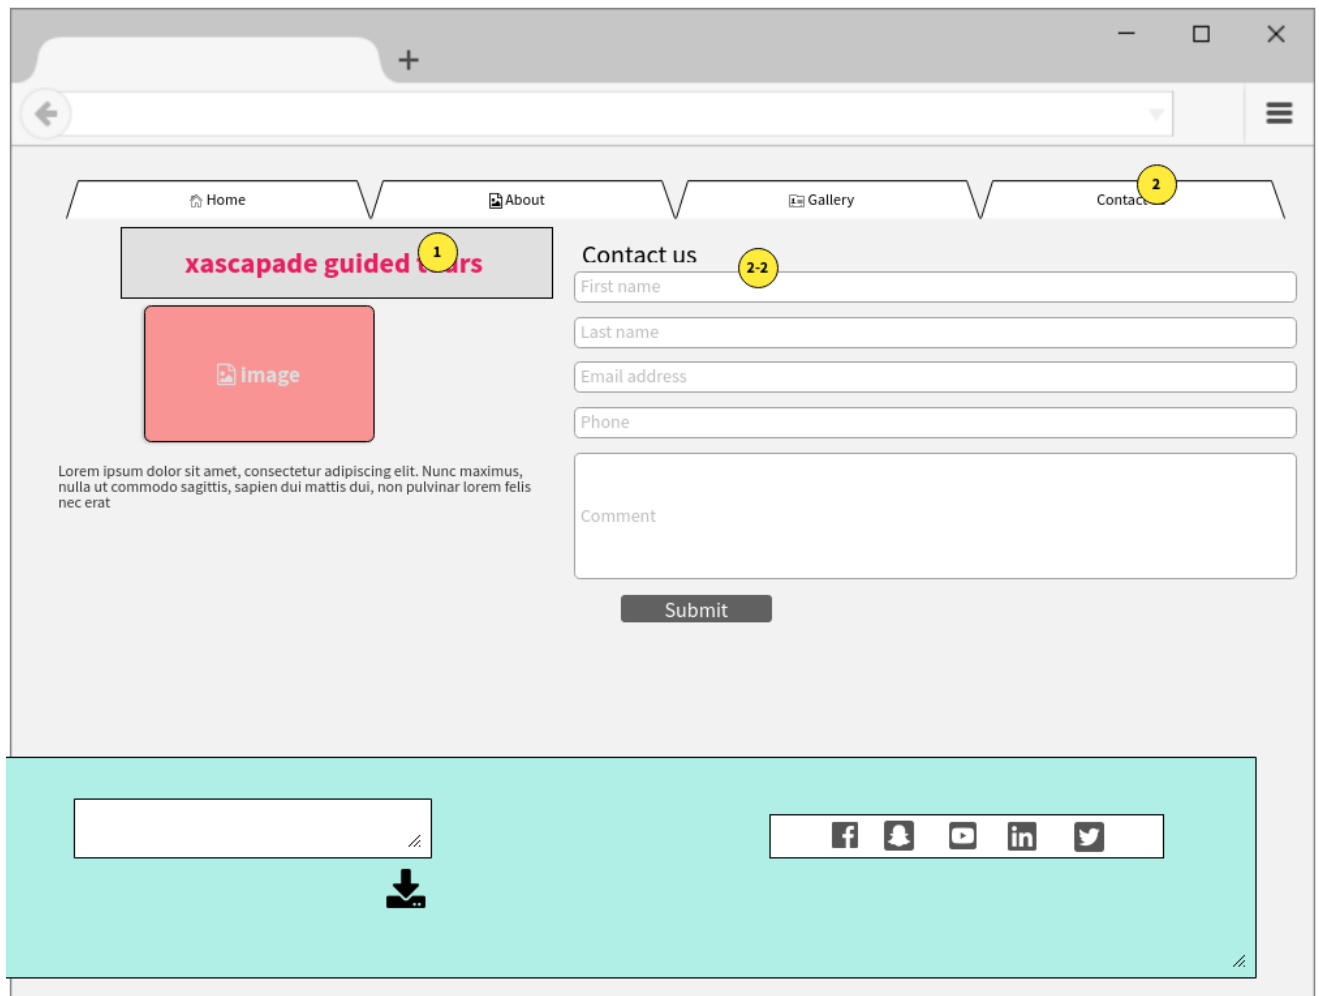 Home
About
Gallery
Contact
2
xascapade guided
1
Contact us
2-2
First name
Image
Last name
Email address
Phone
Lorem ipsum dolor sit amet, consectetur adipiscing elit. Nunc maximus,
nulla ut commodo sagittis, sapien dui mattis dui, non pulvinar lorem felis
nec erat
Comment
Submit